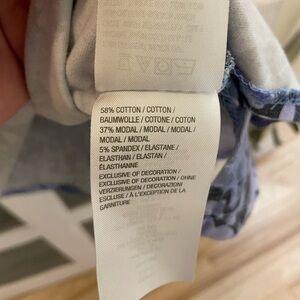 58% COTTON / COTTON /
BAUMWOLLE / COTONE / COTON
37% MODAL / MODAL / MODAL /
MODAL / MODAL
5% SPANDEX / ELASTANE /
ELASTHAN / ELASTAN /
ÉLASTHANNE
EXCLUSIVE OF DECORATION /
EXCLUSIVE OF DECORATION / OHNE
VERZIERUNGEN / DECORAZIONI
ESCLUSE / À L'EXCEPTION DE LA
GARNITURE